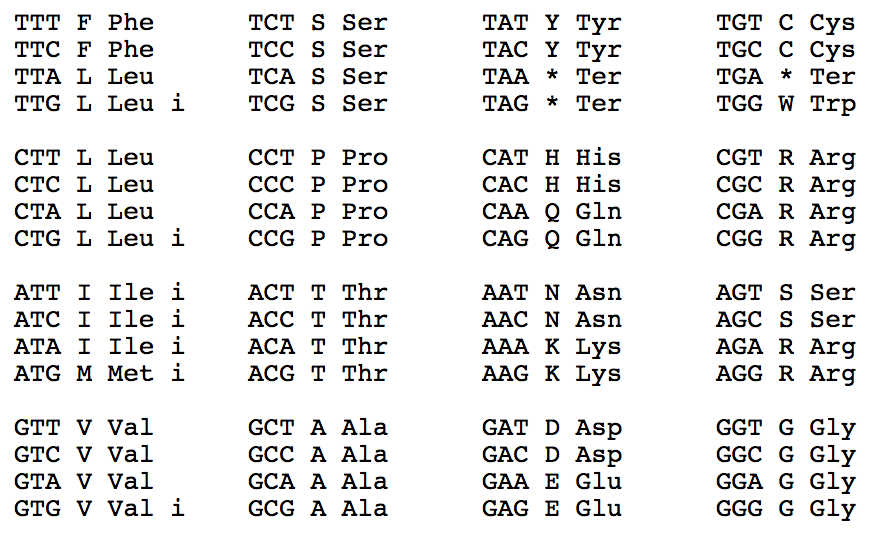 TTT F Phe TCT S Ser TAT Y Tyr TGT C Cys
TTC F Phe TCC S Ser TAC Y Tyr TGC C Cys
TTA L Leu TCA S Ser TAA * Ter TGA * Ter
TTG L Leu i TCG S Ser TAG * Ter TGG W Trp
CTT L Leu CCT P Pro CAT H His CGT R Arg
CTC L Leu CCC P Pro CAC H His CGC R Arg
CTA L Leu CCA P Pro CAA Q Gln CGA R Arg
CTG L Leu i CCG P Pro CAG Q Gln CGG R Arg
ATT I Ile i ACT T Thr AAT N Asn AGT S Ser
ATC I Ile i ACC T Thr AAC N Asn AGC S Ser
ATA I Ile i ACA T Thr AAA K Lys AGA R Arg
ATG M Met i ACG T Thr AAG K Lys AGG R Arg
GTT V Val GCT A Ala GAT D Asp GGT G Gly
GTC V Val GCC A Ala GAC D Asp GGC G Gly
GTA V Val GCA A Ala GAA E Glu GGA G Gly
GTG V Val i GCG A Ala GAG E Glu GGG G Gly